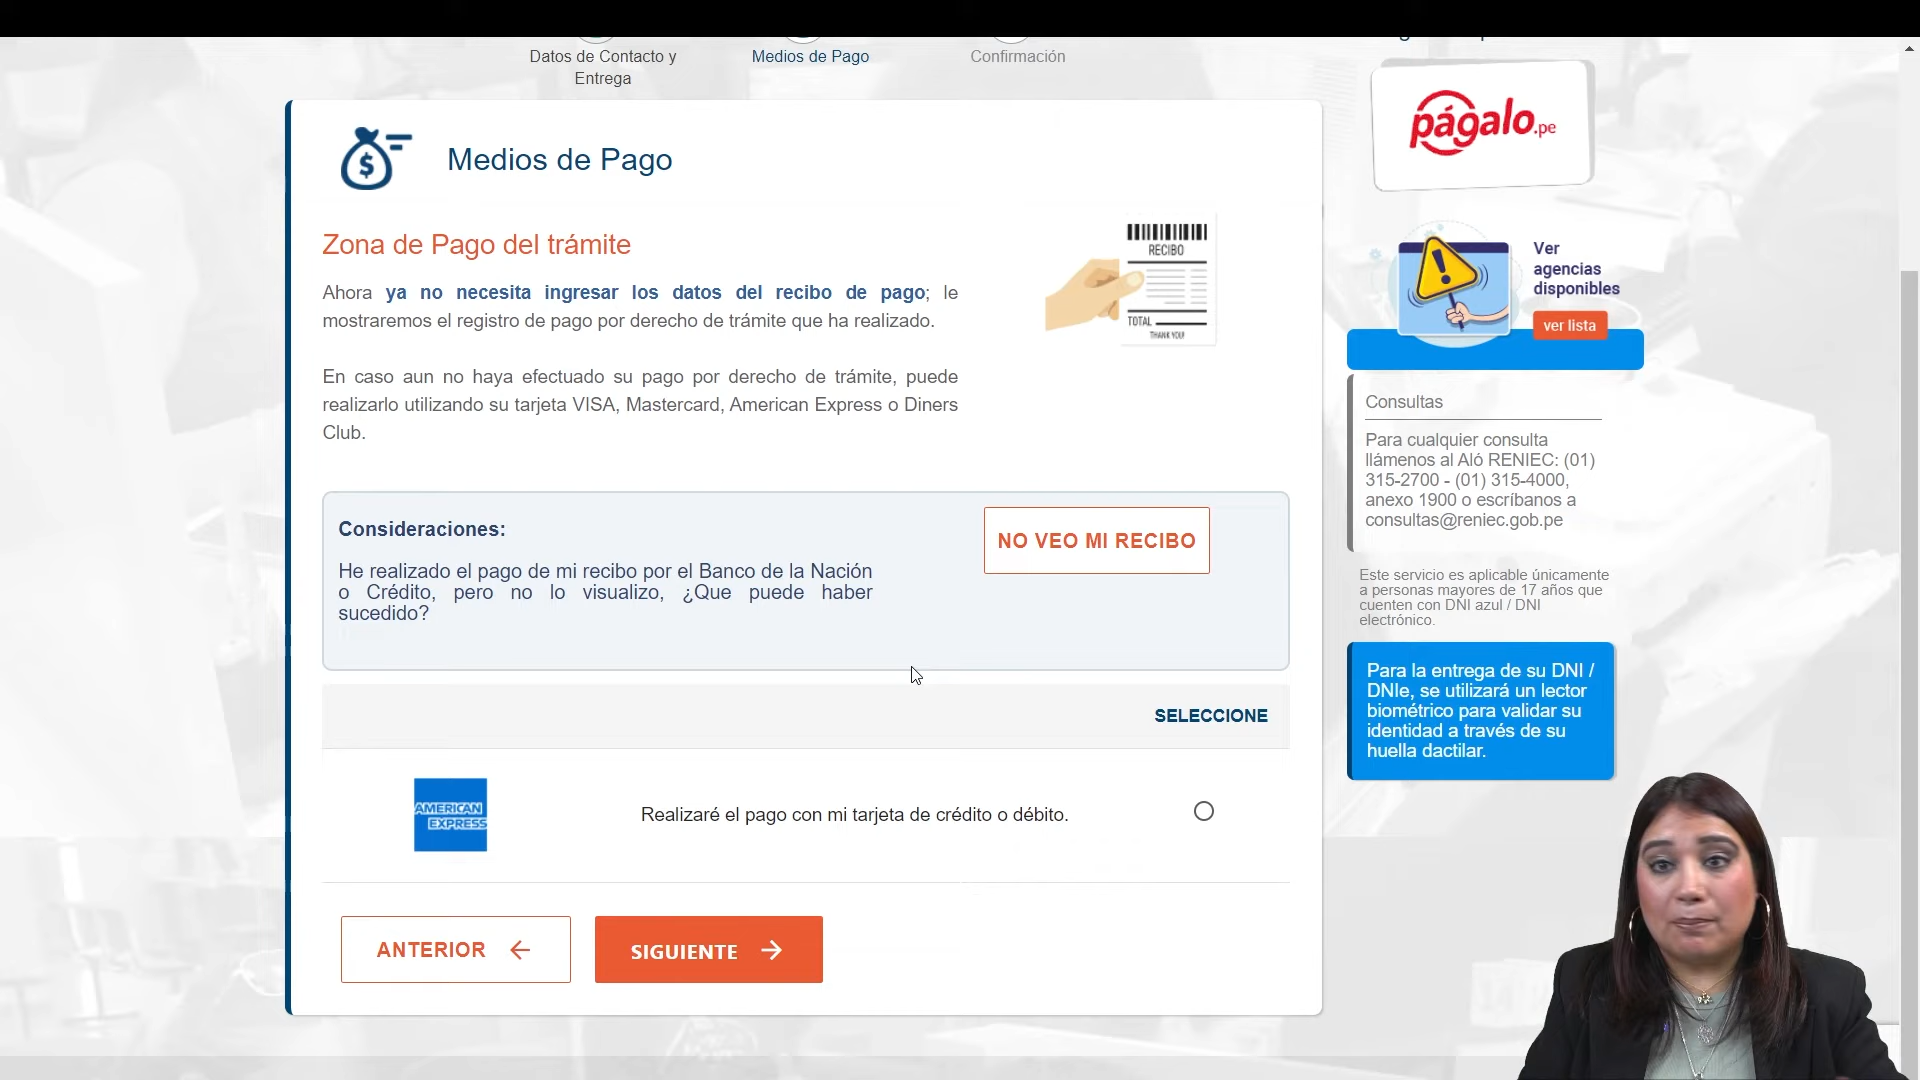 Datos de Contacto y
Entrega
Medios de Pago
Confirmación
Medios de Pago
Zona de Pago del trámite
Ahora ya no necesita ingresar los datos del recibo de pago; le
mostraremos el registro de pago por derecho de trámite que ha realizado.
En caso aun no haya efectuado su pago por derecho de trámite, puede
realizarlo utilizando su tarjeta VISA, Mastercard, American Express o Diners
Club.
RECIBO
TOTAL
THANK YOU!
Consideraciones:
He realizado el pago de mi recibo por el Banco de la Nación
o Crédito, pero no lo visualizo, ¿Que puede haber
sucedido?
NO VEO MI RECIBO
SELECCIONE
AMERICAN
EXPRESS
Realizaré el pago con mi tarjeta de crédito o débito.
ANTERIOR
SIGUIENTE
págalo.pe
Ver
agencias
disponibles
ver lista
Consultas
Para cualquier consulta
llámenos al Aló RENIEC: (01)
315-2700 - (01) 315-4000,
anexo 1900 o escríbanos a
consultas@reniec.gob.pe
Este servicio es aplicable únicamente
a personas mayores de 17 años que
cuenten con DNI azul / DNI
electrónico.
Para la entrega de su DNI /
DNIe, se utilizará un lector
biométrico para validar su
identidad a través de su
huella dactilar.